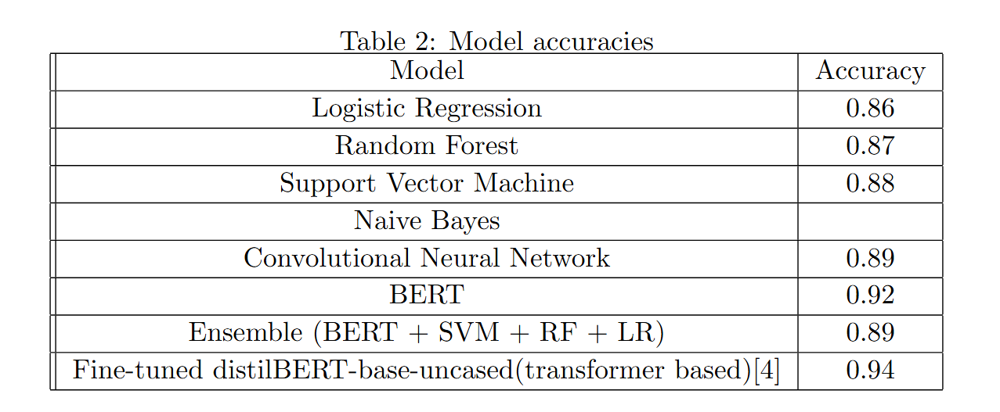 Table 2: Model accuracies
Model Accuracy
Logistic Regression 0.86
Random Forest 0.87
Support Vector Machine 0.88
Naive Bayes
Convolutional Neural Network 0.89
BERT 0.92
Ensemble (BERT + SVM + RF + LR) 0.89
Fine-tuned distilBERT-base-uncased(transformer based)[4] 0.94